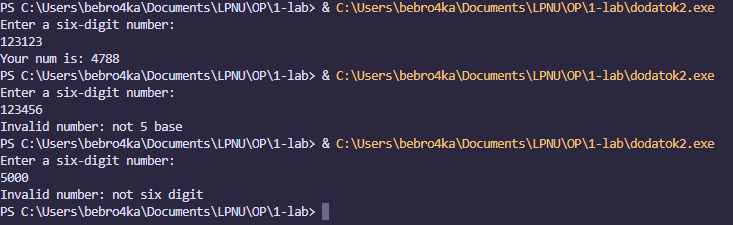 PS C:\Users\bebro4ka\Documents\LPNU\OP\1-lab> & C:\Users\bebro4ka\Documents\LPNU\OP\1-lab\dodatok2.exe
Enter a six-digit number:
123123
Your num is: 4788
PS C:\Users\bebro4ka\Documents\LPNU\OP\1-lab> & C:\Users\bebro4ka\Documents\LPNU\OP\1-lab\dodatok2.exe
Enter a six-digit number:
123456
Invalid number: not 5 base
PS C:\Users\bebro4ka\Documents\LPNU\OP\1-lab> & C:\Users\bebro4ka\Documents\LPNU\OP\1-lab\dodatok2.exe
Enter a six-digit number:
5000
Invalid number: not six digit
PS C:\Users\bebro4ka\Documents\LPNU\OP\1-lab>